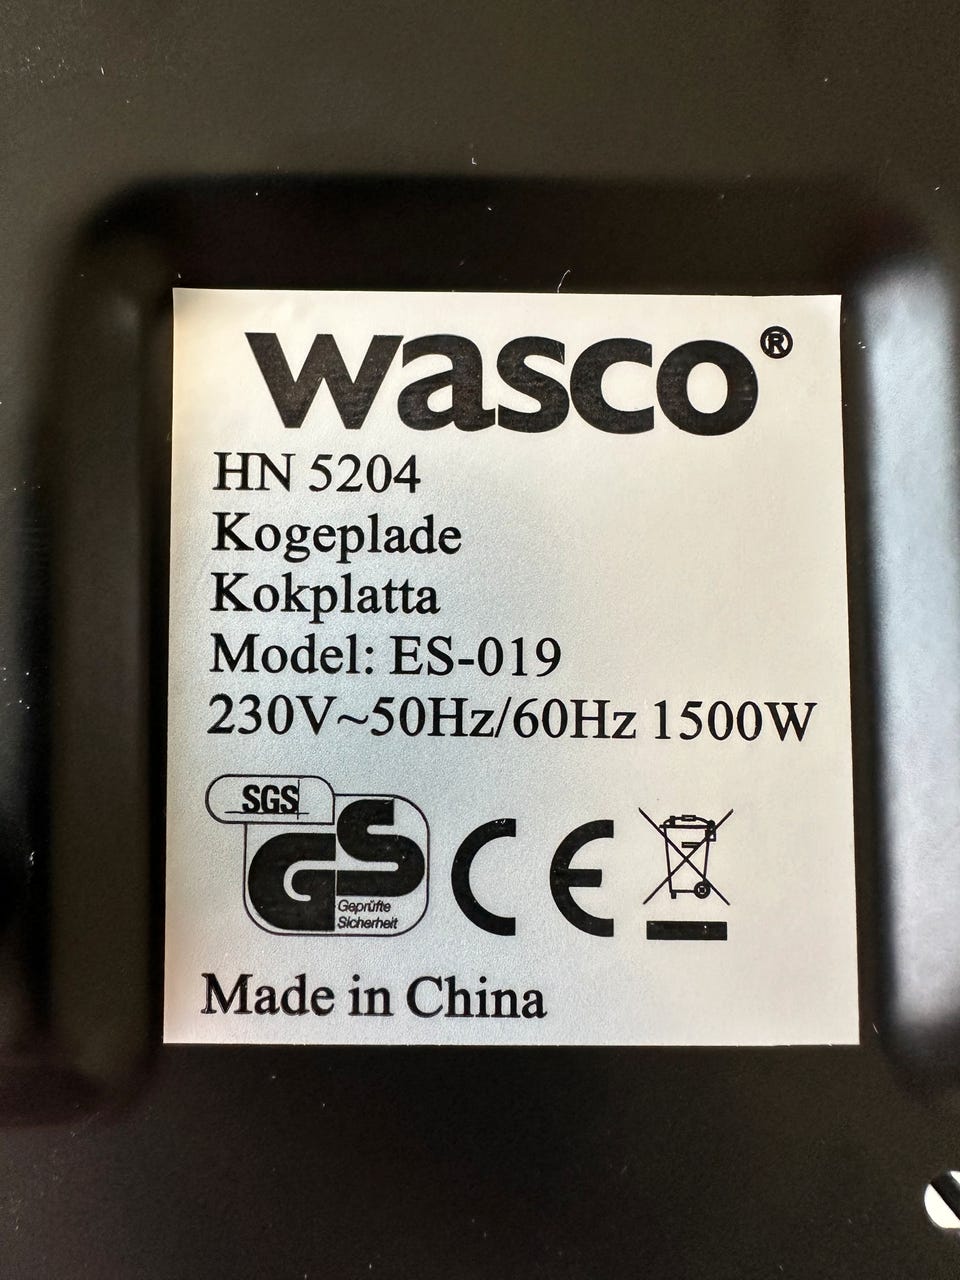 wasco®
HN 5204
Kogeplade
Kokplatta
Model: ES-019
230V~50Hz/60Hz 1500W
SGS
GS
Geprüfte
Sicherheit
CE
Made in China